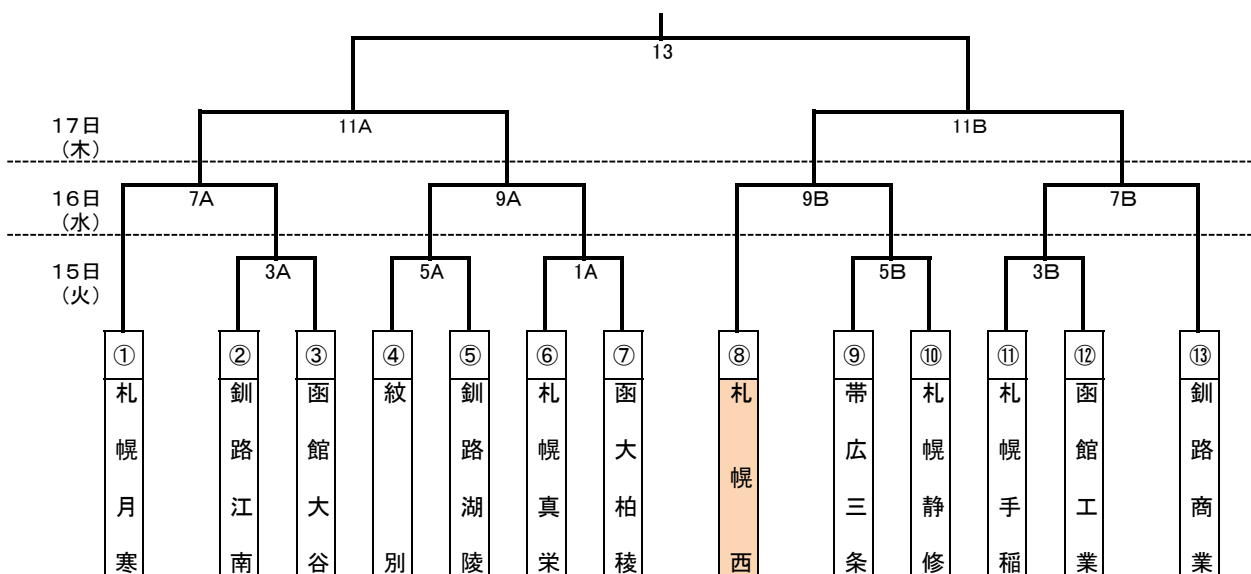 13
17日
（木）
11A
11B
16日
（水）
7A
9A
9B
7B
15日
（火）
3A
5A
1A
5B
3B
① ② ③ ④ ⑤ ⑥ ⑦ ⑧ ⑨ ⑩ ⑪ ⑫ ⑬
札幌月寒
釧路江南
函館大谷
紋別
釧路湖陵
札幌真栄
函大柏稜
札幌西
帯広三条
札幌静修
札幌手稲
函館工業
釧路商業